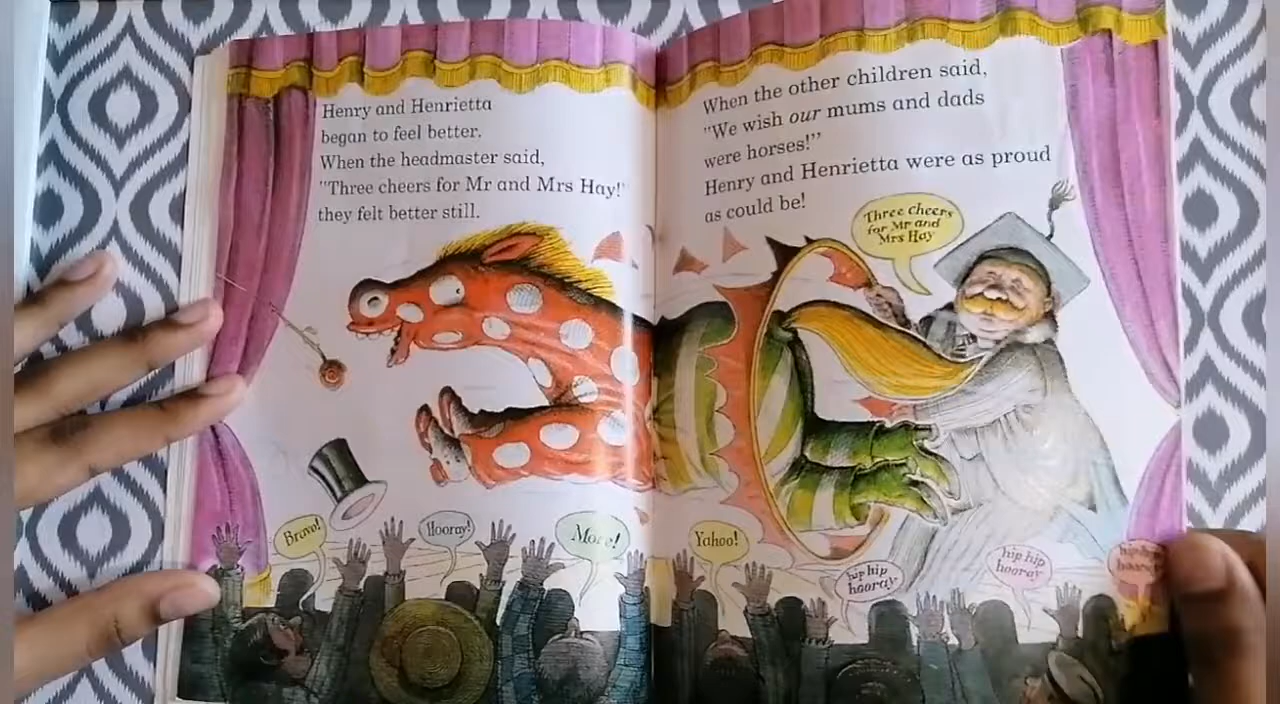 Henry and Henrietta
began to feel better.
When the headmaster said,
"Three cheers for Mr and Mrs Hay!"
they felt better still.
When the other children said,
"We wish our mums and dads
were horses!"
Henry and Henrietta were as proud
as could be!
Three cheers
for Mr and
Mrs Hay
Bravo!
Hooray!
More!
Yahoo!
hip hip
hooray
hip hip
hooray